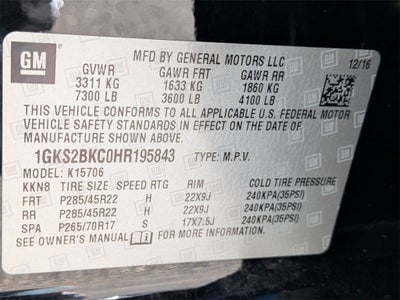 GM
MFD BY GENERAL MOTORS LLC
12/16
GVWR GAWR FRT GAWR RR
3311 KG 1633 KG 1860 KG
7300 LB 3600 LB 4100 LB
THIS VEHICLE CONFORMS TO ALL APPLICABLE U.S. FEDERAL MOTOR
VEHICLE SAFETY STANDARDS IN EFFECT ON THE DATE OF
MANUFACTURE SHOWN ABOVE.
1GKS2BKC0HR195843 TYPE: M.P.V.
MODEL: K15706
KKN8 TIRE SIZE SPEED RTG RIM COLD TIRE PRESSURE
FRT P285/45R22 H 22X9J 240KPA(35PSI)
RR P285/45R22 H 22X9J 240KPA(35PSI)
SPA P265/70R17 S 17X7.5J 240KPA(35PSI)
SEE OWNER'S MANUAL FOR MORE INFORMATION.